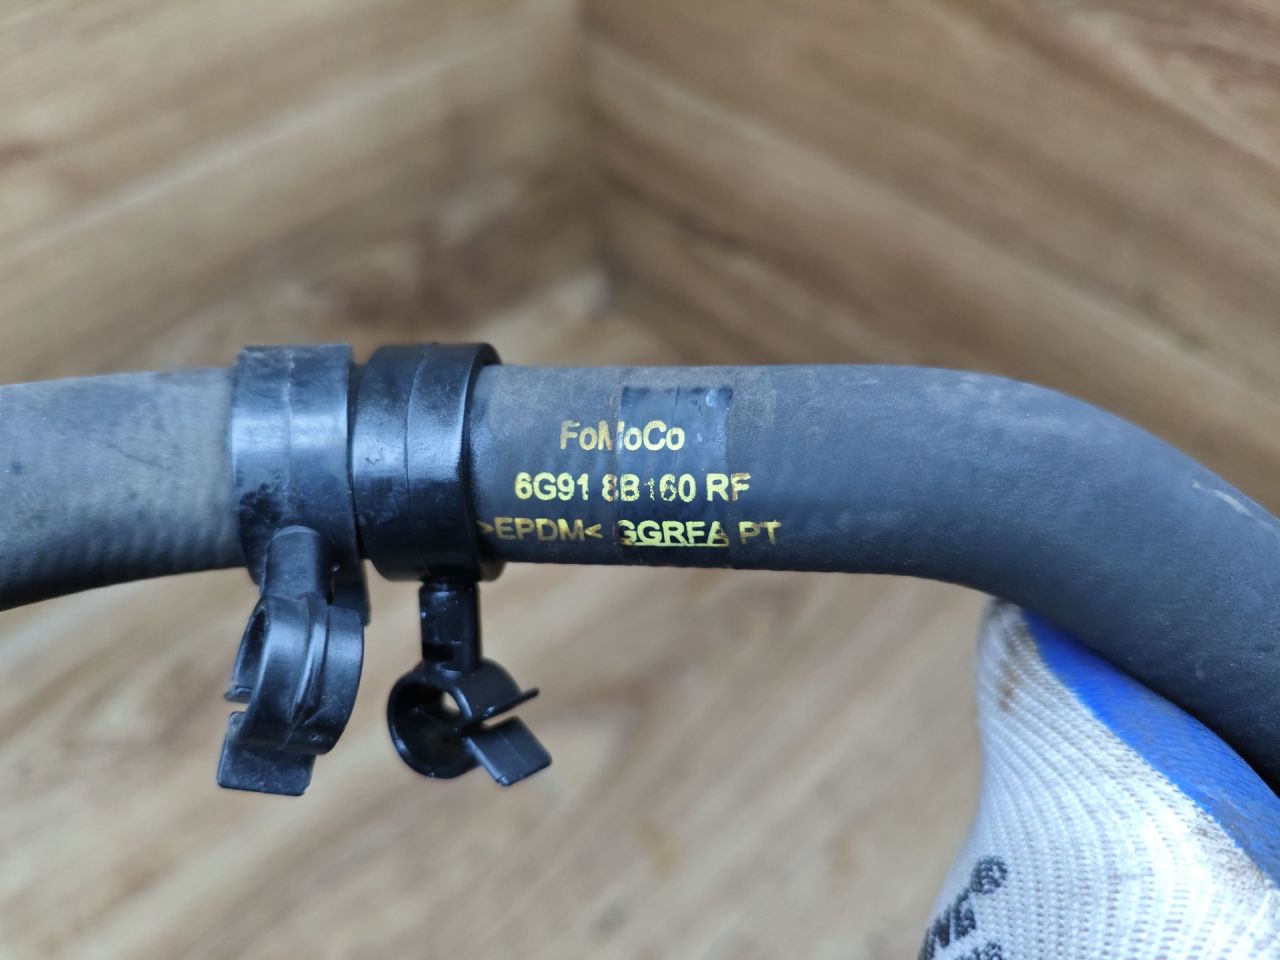 FoMoCo
6G91 8B160 RF
>EPDM< GGRFA PT